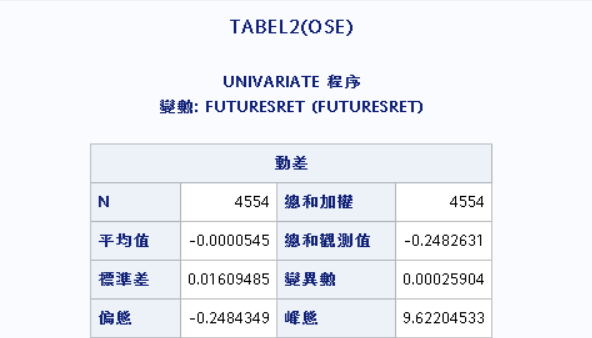 TABEL2(OSE)
UNIVARIATE 程序
變數: FUTURESRET (FUTURESRET)
動差
N 4554 總和加權 4554
平均值 -0.0000545 總和觀測值 -0.2482631
標準差 0.01609485 變異數 0.00025904
偏態 -0.2484349 峰態 9.62204533